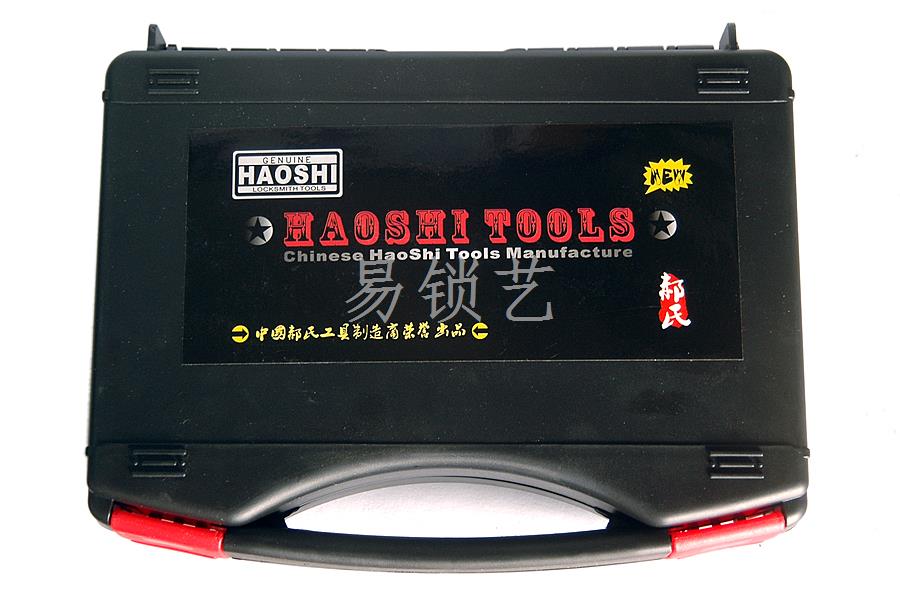 GENUINE
HAOSHI
LOCKSMITH TOOLS
NEW
HAOSHI TOOLS
Chinese HaoShi Tools Manufacture
易锁艺
郝氏
中國郝氏工具制造商荣誉出品